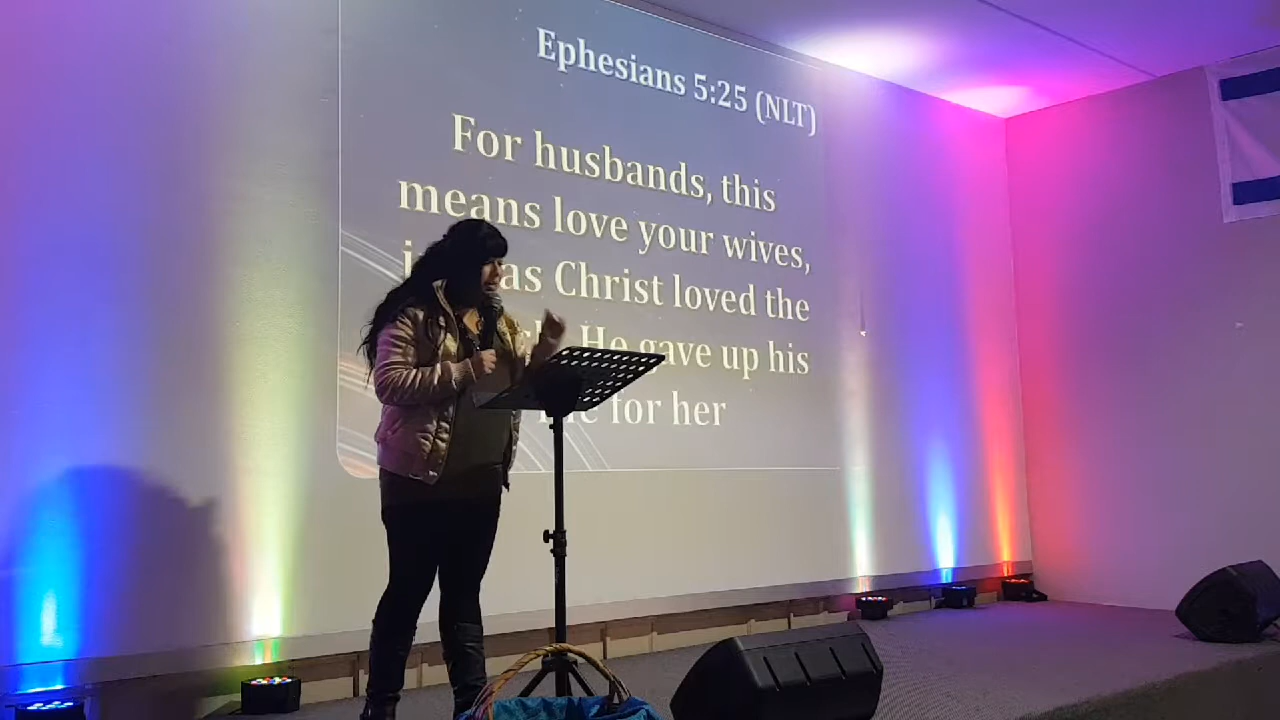 Ephesians 5:25 (NLT)
For husbands, this
means love your wives,
as Christ loved the
He gave up his
for her